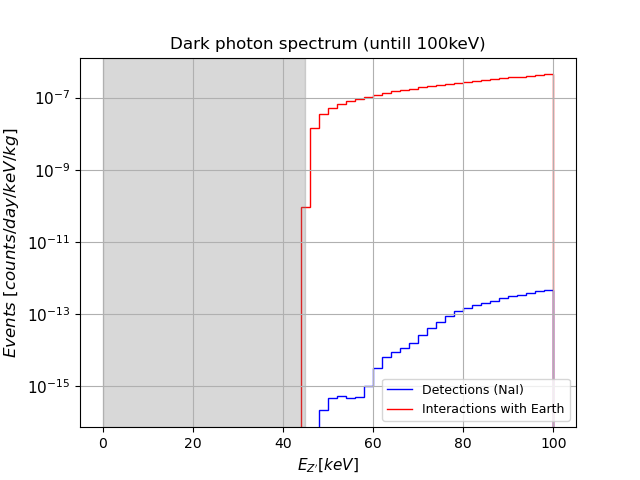 Dark photon spectrum (untill 100keV)
Events [counts/day/keV/kg]
10⁻⁷
10⁻⁹
10⁻¹¹
10⁻¹³
10⁻¹⁵
Detections (NaI)
Interactions with Earth
0 20 40 60 80 100
E_{Z'}[keV]